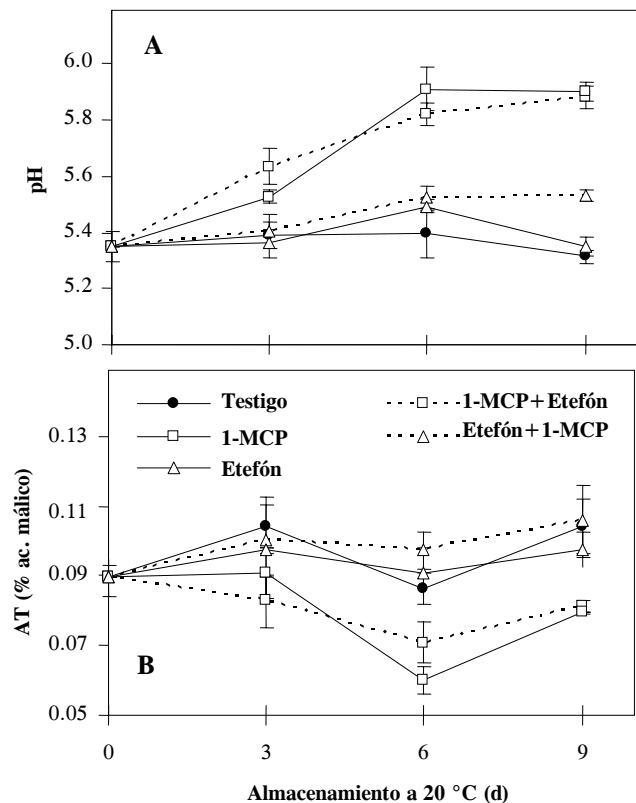 A
6.0
5.8
5.6
5.4
5.2
5.0
pH
Testigo
1-MCP
Etefón
1-MCP+Etefón
Etefón+1-MCP
0.13
0.11
0.09
0.07
0.05
AT (% ac. málico)
B
0 3 6 9
Almacenamiento a 20 °C (d)